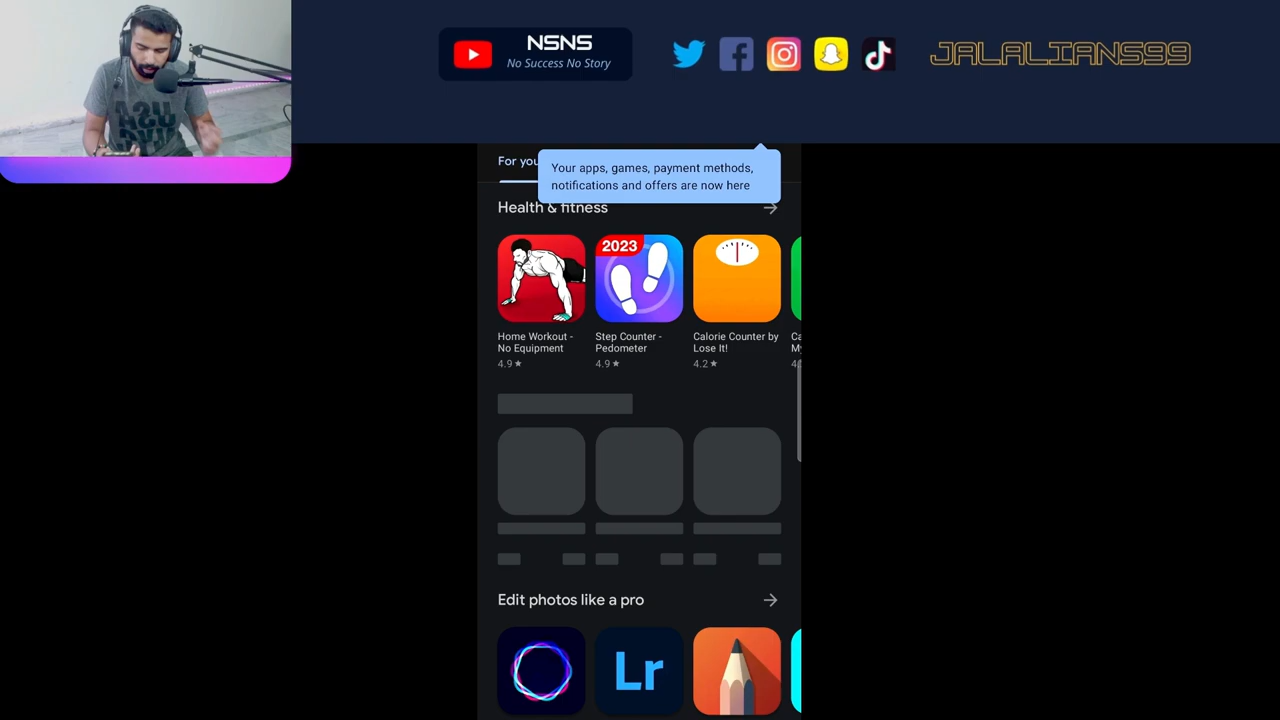 NSNS
No Success No Story
JALALIANS99
For you
Your apps, games, payment methods,
notifications and offers are now here
Health & fitness
2023
Home Workout -
No Equipment
4.9 ★
Step Counter -
Pedometer
4.9 ★
Calorie Counter by
Lose It!
4.2 ★
Edit photos like a pro
Lr